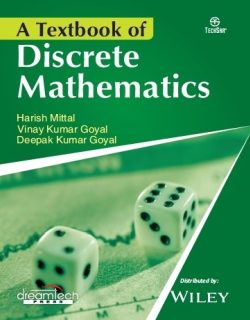 TECHSAR
A Textbook of
Discrete
Mathematics
Harish Mittal
Vinay Kumar Goyal
Deepak Kumar Goyal
dreamtech
PRESS
Distributed by:
WILEY